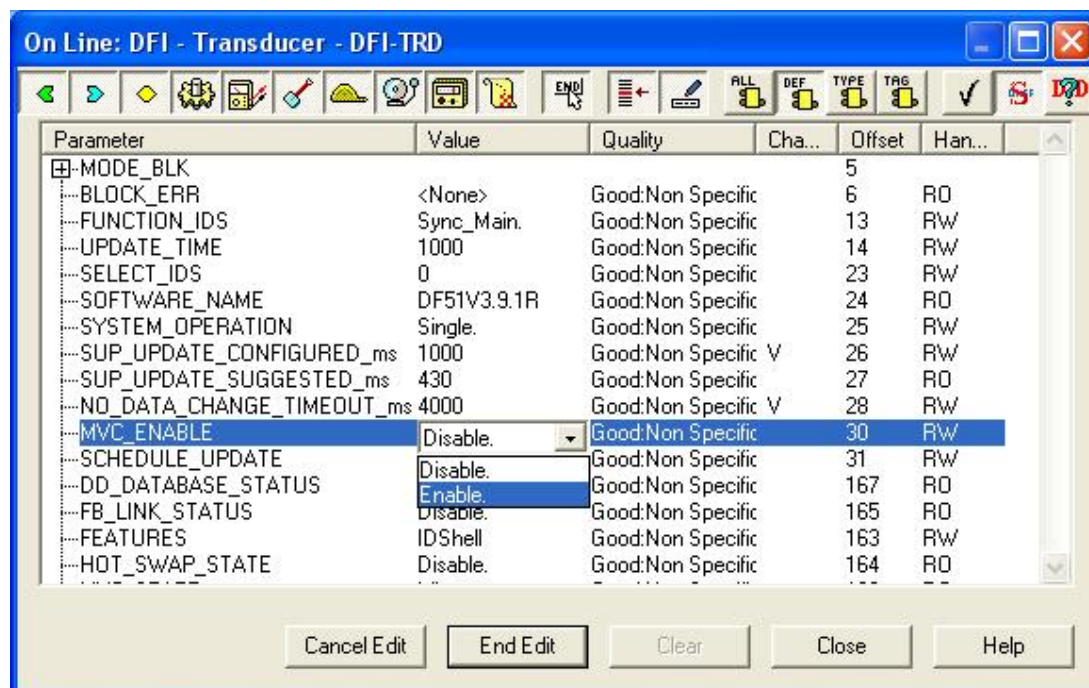 On Line: DFI - Transducer - DFI-TRD
END ALL DEF TYPE TAG
Parameter Value Quality Cha... Offset Han...
MODE_BLK 5
BLOCK_ERR <None> Good:Non Specific 6 RO
FUNCTION_IDS Sync_Main. Good:Non Specific 13 RW
UPDATE_TIME 1000 Good:Non Specific 14 RW
SELECT_IDS 0 Good:Non Specific 23 RW
SOFTWARE_NAME DF51V3.9.1R Good:Non Specific 24 RO
SYSTEM_OPERATION Single. Good:Non Specific 25 RW
SUP_UPDATE_CONFIGURED_ms 1000 Good:Non Specific V 26 RW
SUP_UPDATE_SUGGESTED_ms 430 Good:Non Specific 27 RO
NO_DATA_CHANGE_TIMEOUT_ms 4000 Good:Non Specific V 28 RW
MVC_ENABLE Disable. Good:Non Specific 30 RW
SCHEDULE_UPDATE Disable. Good:Non Specific 31 RW
DD_DATABASE_STATUS Enable. Good:Non Specific 167 RO
FB_LINK_STATUS Disable. Good:Non Specific 165 RO
FEATURES IDShell Good:Non Specific 163 RW
HOT_SWAP_STATE Disable. Good:Non Specific 164 RO
Cancel Edit End Edit Clear Close Help